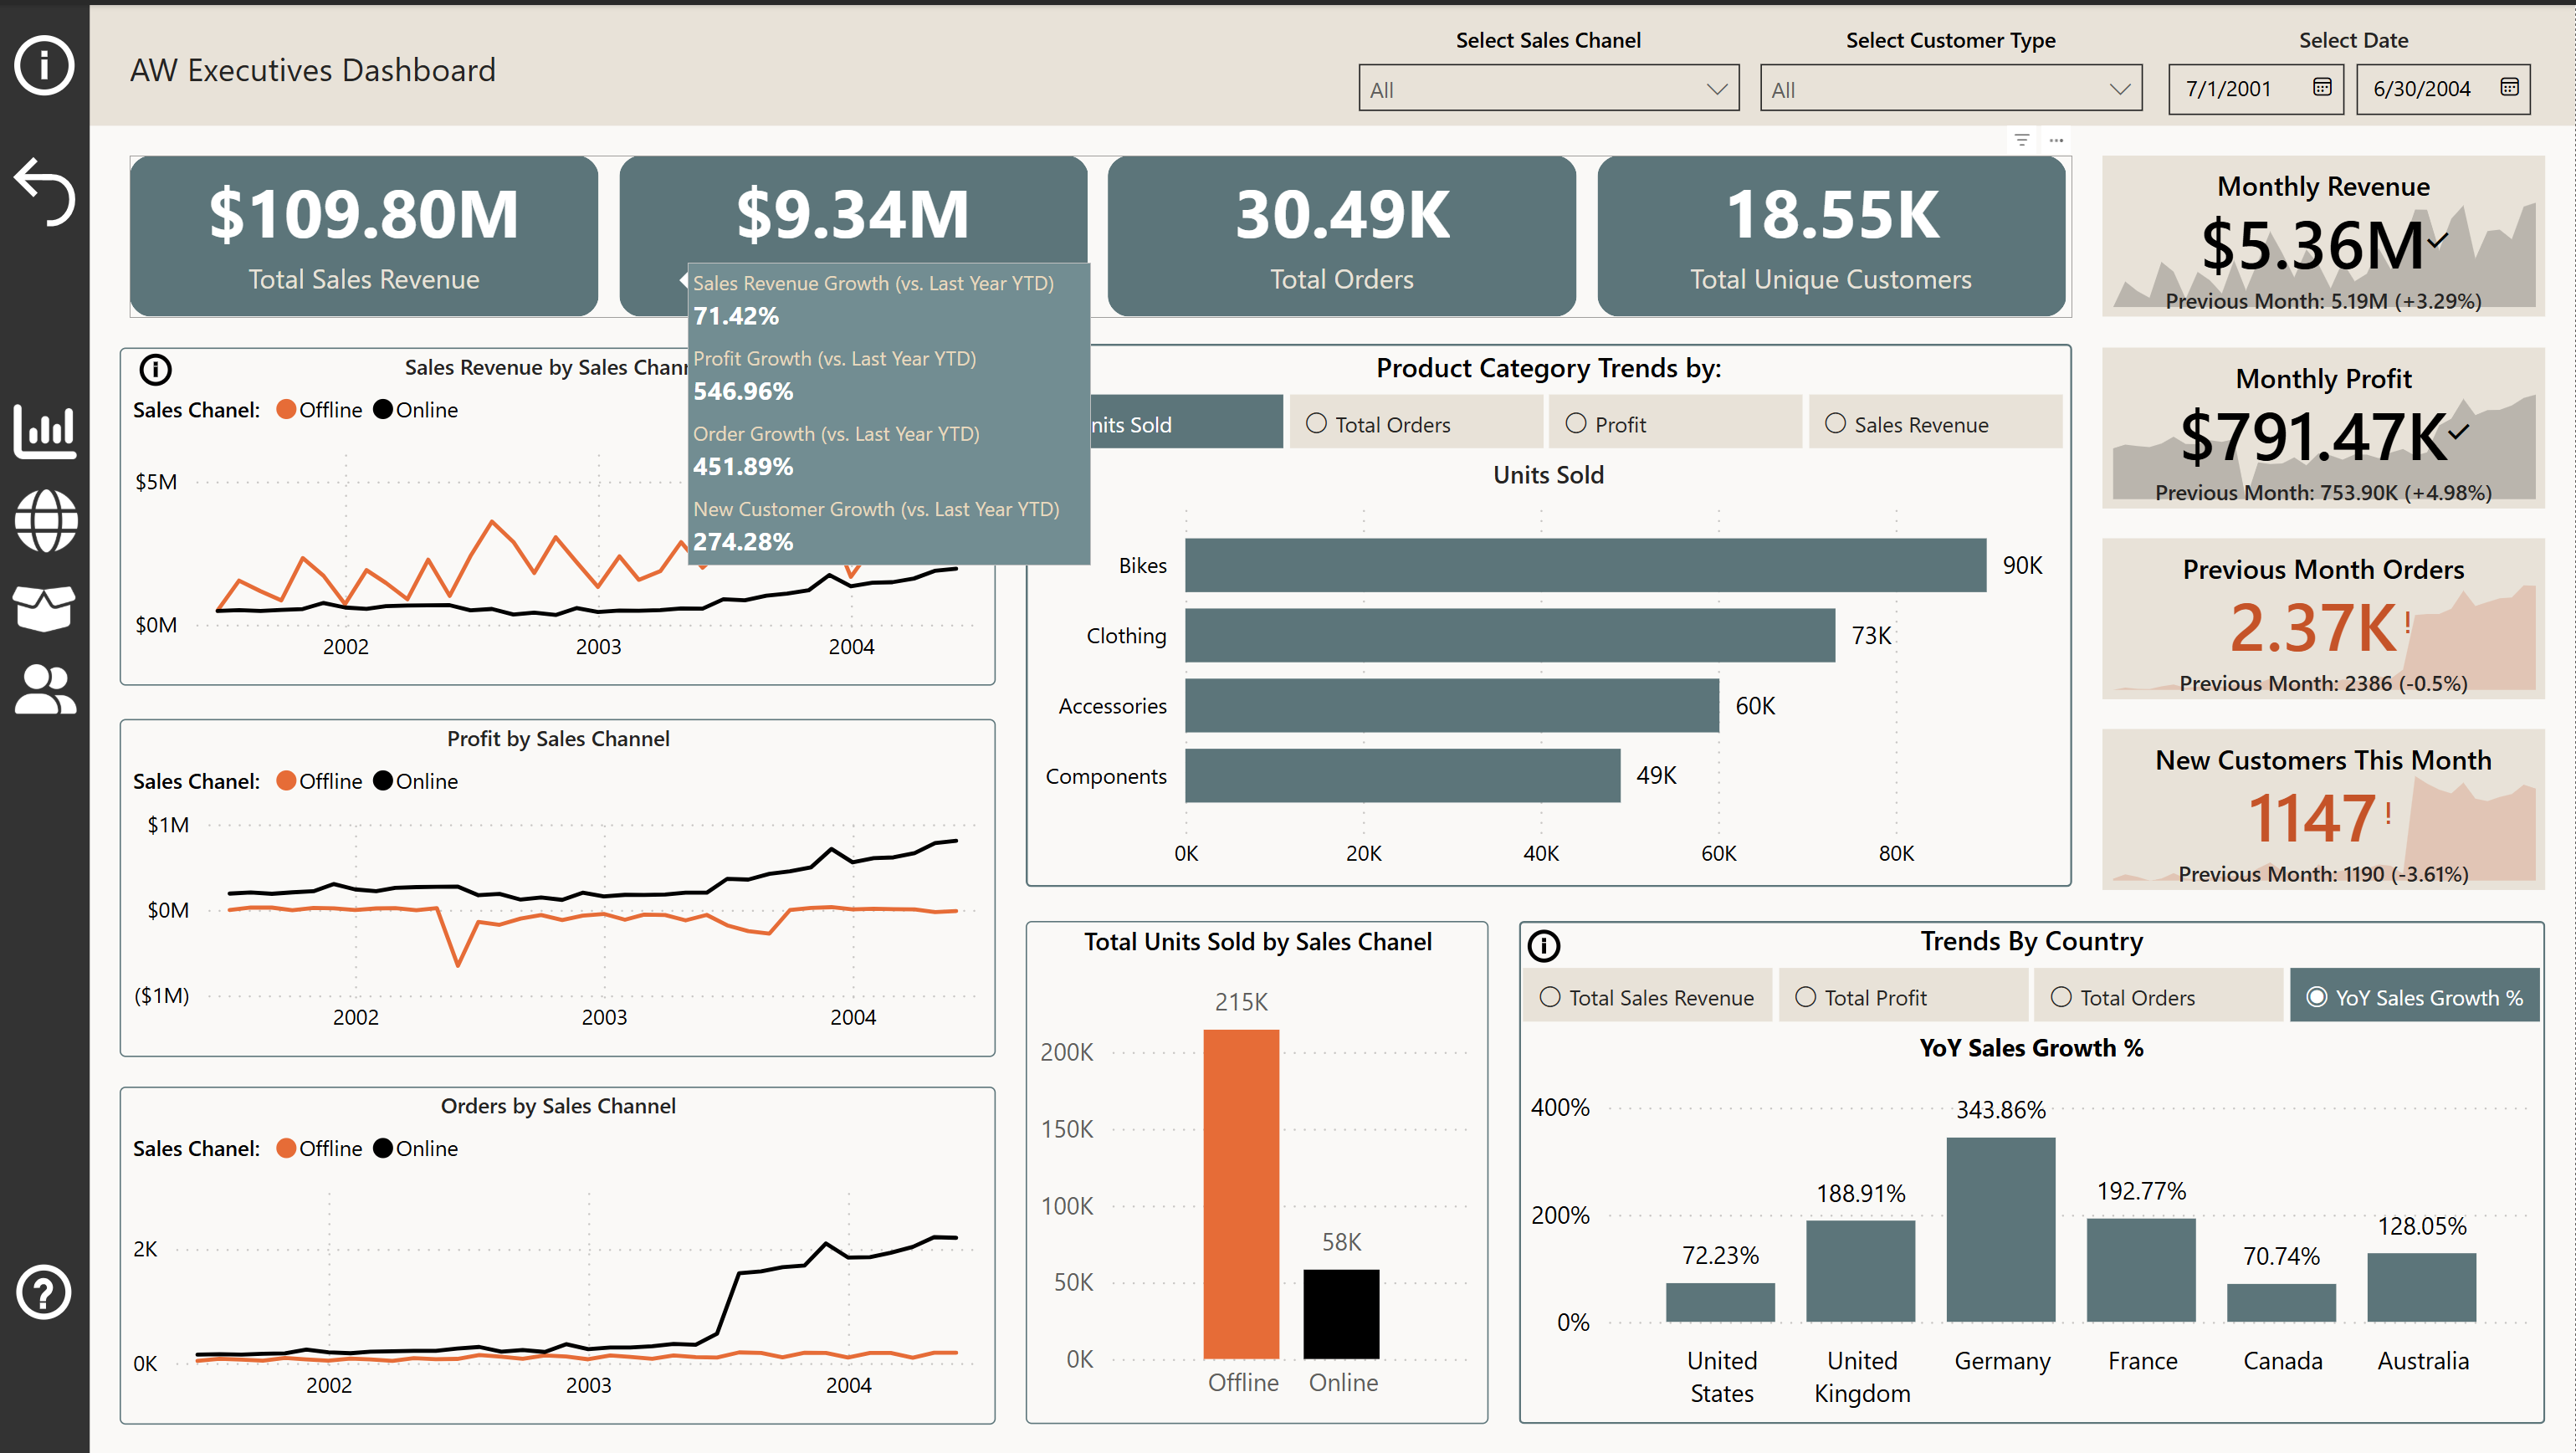 AW Executives Dashboard
Select Sales Chanel
All
Select Customer Type
All
Select Date
7/1/2001
6/30/2004
$109.80M
Total Sales Revenue
$9.34M
30.49K
Total Orders
18.55K
Total Unique Customers
Sales Revenue Growth (vs. Last Year YTD)
71.42%
Profit Growth (vs. Last Year YTD)
546.96%
Order Growth (vs. Last Year YTD)
451.89%
New Customer Growth (vs. Last Year YTD)
274.28%
Monthly Revenue
$5.36M
Previous Month: 5.19M (+3.29%)
Monthly Profit
$791.47K
Previous Month: 753.90K (+4.98%)
Previous Month Orders
2.37K!
Previous Month: 2386 (-0.5%)
New Customers This Month
1147!
Previous Month: 1190 (-3.61%)
Sales Revenue by Sales Chann
Sales Chanel: Offline Online
$5M
$0M
2002 2003 2004
Profit by Sales Channel
Sales Chanel: Offline Online
$1M
$0M
($1M)
2002 2003 2004
Orders by Sales Channel
Sales Chanel: Offline Online
2K
0K
2002 2003 2004
Product Category Trends by:
nits Sold
Total Orders
Profit
Sales Revenue
Units Sold
Bikes 90K
Clothing 73K
Accessories 60K
Components 49K
0K 20K 40K 60K 80K
Total Units Sold by Sales Chanel
215K
58K
200K
150K
100K
50K
0K
Offline Online
Trends By Country
Total Sales Revenue
Total Profit
Total Orders
YoY Sales Growth %
YoY Sales Growth %
400%
200%
0%
72.23%
188.91%
343.86%
192.77%
70.74%
128.05%
United States
United Kingdom
Germany
France
Canada
Australia